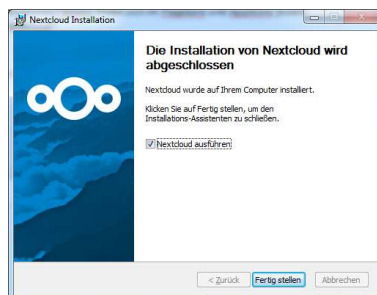 Nextcloud Installation
Die Installation von Nextcloud wird
abgeschlossen
Nextcloud wurde auf Ihrem Computer installiert.
Klicken Sie auf Fertig stellen, um den
Installations-Assistenten zu schließen.
Nextcloud ausführen
< Zurück
Fertig stellen
Abbrechen